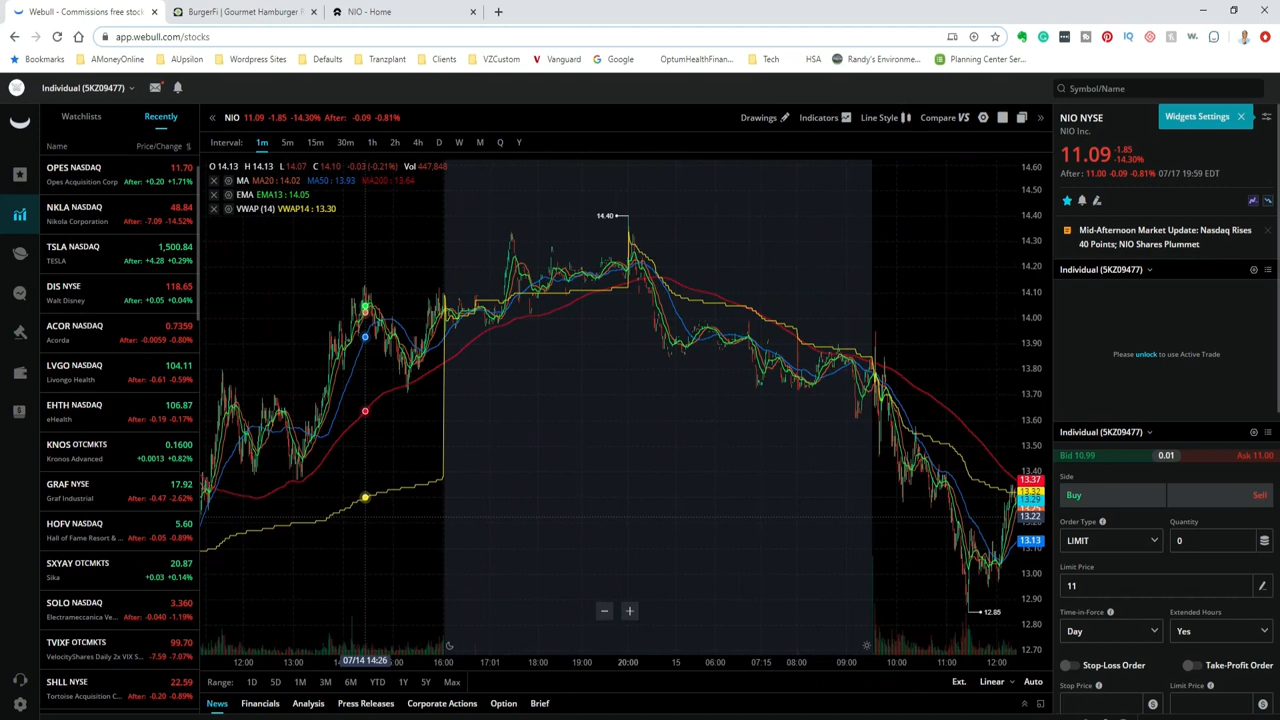 Webull - Commissions free stock
BurgerFi | Gourmet Hamburger R
NIO - Home
app.webull.com/stocks
Bookmarks AMoneyOnline AUpsilon Wordpress Sites Defaults Tranzplant Clients VZCustom Vanguard Google OptumHealthFinan... Tech HSA Randy's Environme... Planning Center Ser...
Individual (5KZ09477)
Symbol/Name
Watchlists Recently
Name Price/Change
OPES NASDAQ 11.70
Opes Acquisition Corp After: +0.20 +1.71%
NKLA NASDAQ 48.84
Nikola Corporation After: -7.09 -14.52%
TSLA NASDAQ 1,500.84
TESLA After: +4.28 +0.29%
DIS NYSE 118.65
Walt Disney After: +0.05 +0.04%
ACOR NASDAQ 0.7359
Acorda After: -0.0059 -0.80%
LVGO NASDAQ 104.11
Livongo Health After: -0.61 -0.59%
EHTH NASDAQ 106.87
eHealth After: -0.19 -0.17%
KNOS OTCMKTS 0.1600
Kronos Advanced +0.0013 +0.82%
GRAF NYSE 17.92
Graf Industrial After: -0.47 -2.62%
HOFV NASDAQ 5.60
Hall of Fame Resort & ... After: -0.05 -0.89%
SXYAY OTCMKTS 20.87
Sika +0.03 +0.14%
SOLO NASDAQ 3.360
Electrameccanica Ve... After: -0.040 -1.19%
TVIXF OTCMKTS 99.70
VelocityShares Daily 2x VIX S... -7.59 -7.07%
SHLL NYSE 22.59
Tortoise Acquisition C... After: -0.20 -0.89%
NIO 11.09 -1.85 -14.30% After: -0.09 -0.81%
Drawings Indicators Line Style Compare VS
Interval: 1m 5m 15m 30m 1h 2h 4h D W M Q Y
O 14.13 H 14.13 L 14.07 C 14.10 -0.03 (-0.21%) Vol 447,848
MA MA20 : 14.02 MA50 : 13.93 MA200 : 13.64
EMA EMA13 : 14.05
VWAP (14) VWAP14 : 13.30
14.40
12.85
14.60
14.50
14.40
14.30
14.20
14.10
14.00
13.90
13.80
13.70
13.60
13.50
13.40
13.37
13.32
13.29
13.22
13.13
13.00
12.90
12.80
12.70
12:00 13:00 07/14 14:26 16:00 17:01 18:00 19:00 20:00 15 06:00 07:15 08:00 09:00 10:00 11:00 12:00
Range: 1D 5D 1M 3M 6M YTD 1Y 5Y Max
Ext. Linear Auto
News Financials Analysis Press Releases Corporate Actions Option Brief
NIO NYSE
Widgets Settings
NIO Inc.
11.09 -1.85
-14.30%
After : 11.00 -0.09 -0.81% 07/17 19:59 EDT
Mid-Afternoon Market Update: Nasdaq Rises
40 Points; NIO Shares Plummet
Individual (5KZ09477)
Please unlock to use Active Trade
Individual (5KZ09477)
Bid 10.99 0.01 Ask 11.00
Side
Buy Sell
Order Type Quantity
LIMIT 0
Limit Price
11
Time-in-Force Extended Hours
Day Yes
Stop-Loss Order Take-Profit Order
Stop Price Limit Price